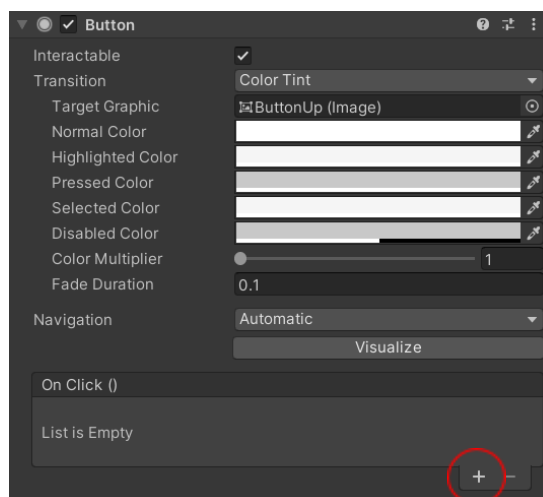 Button
Interactable
Transition Color Tint
Target Graphic ButtonUp (Image)
Normal Color
Highlighted Color
Pressed Color
Selected Color
Disabled Color
Color Multiplier 1
Fade Duration 0.1
Navigation Automatic
Visualize
On Click ()
List is Empty
+ −